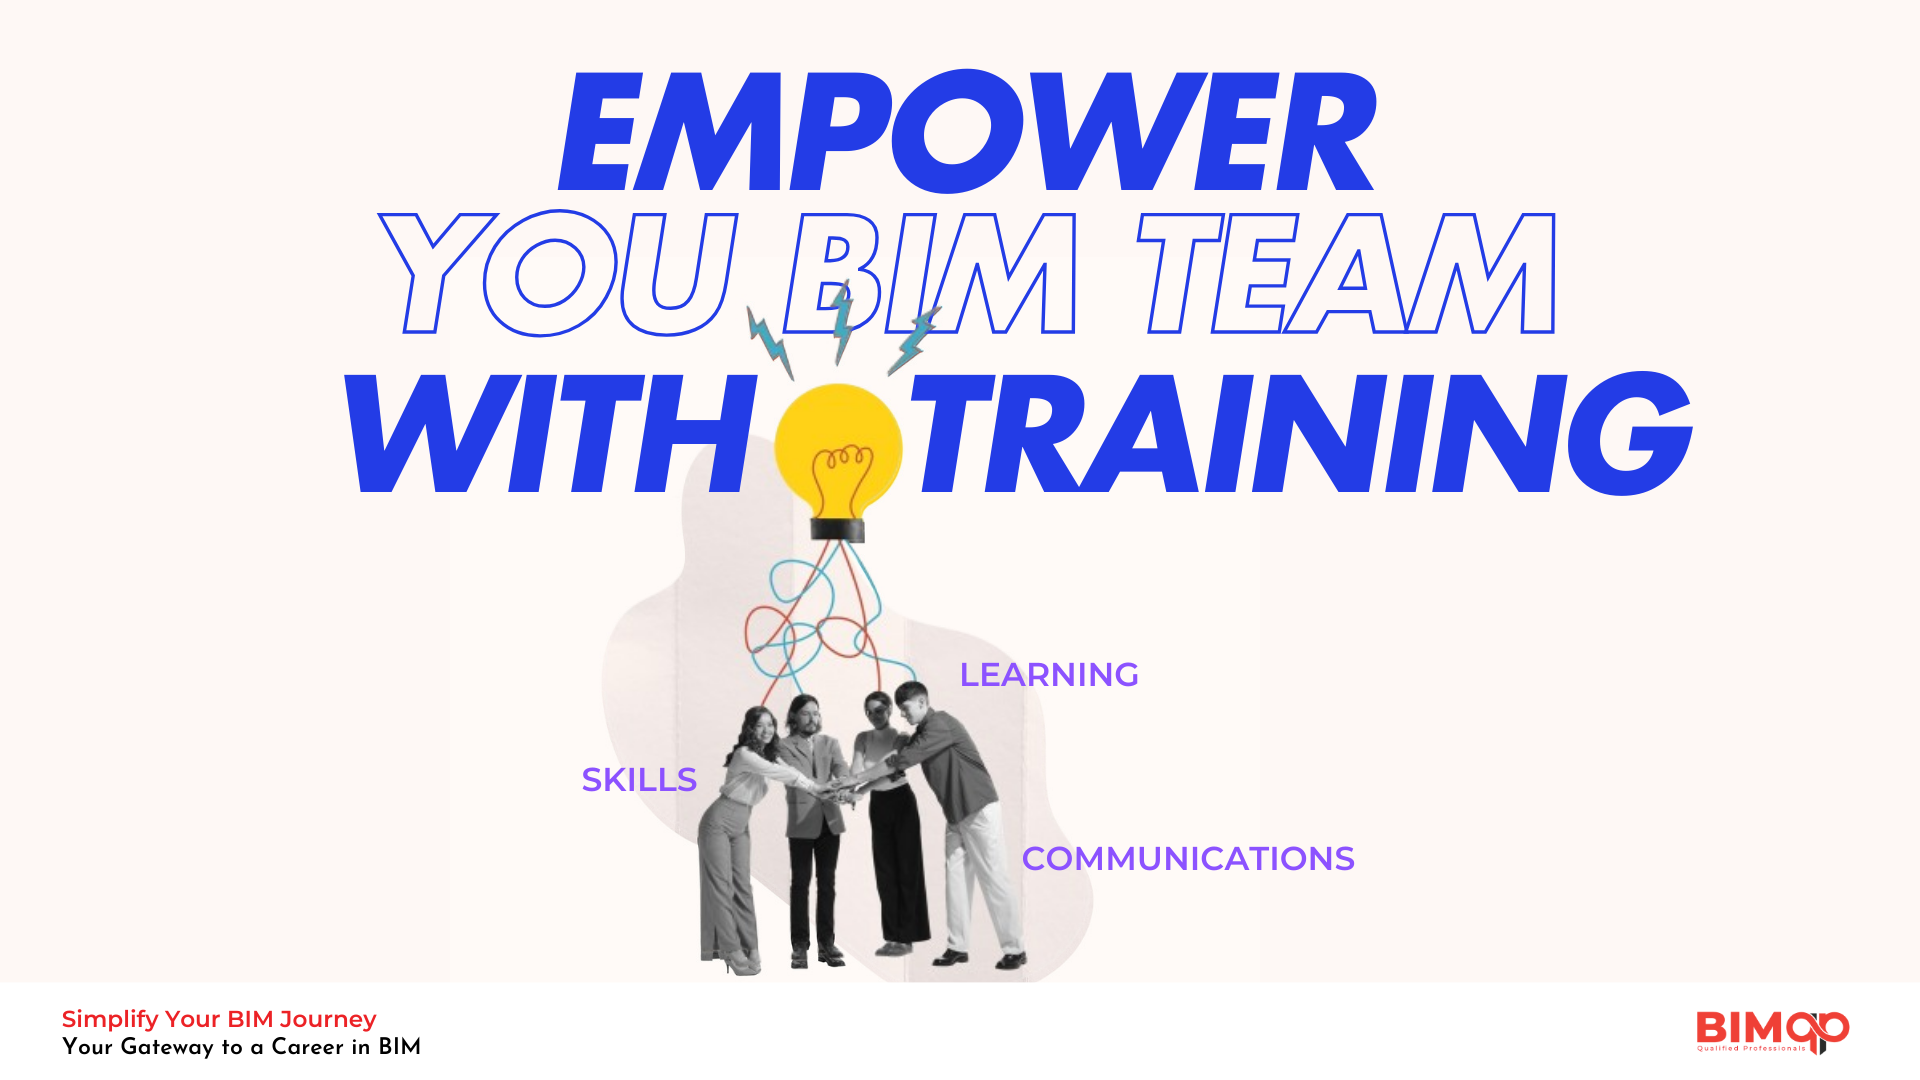 EMPOWER
YOU BIM TEAM
WITH TRAINING
LEARNING
SKILLS
COMMUNICATIONS
Simplify Your BIM Journey
Your Gateway to a Career in BIM
BIMqp
Qualified Professionals